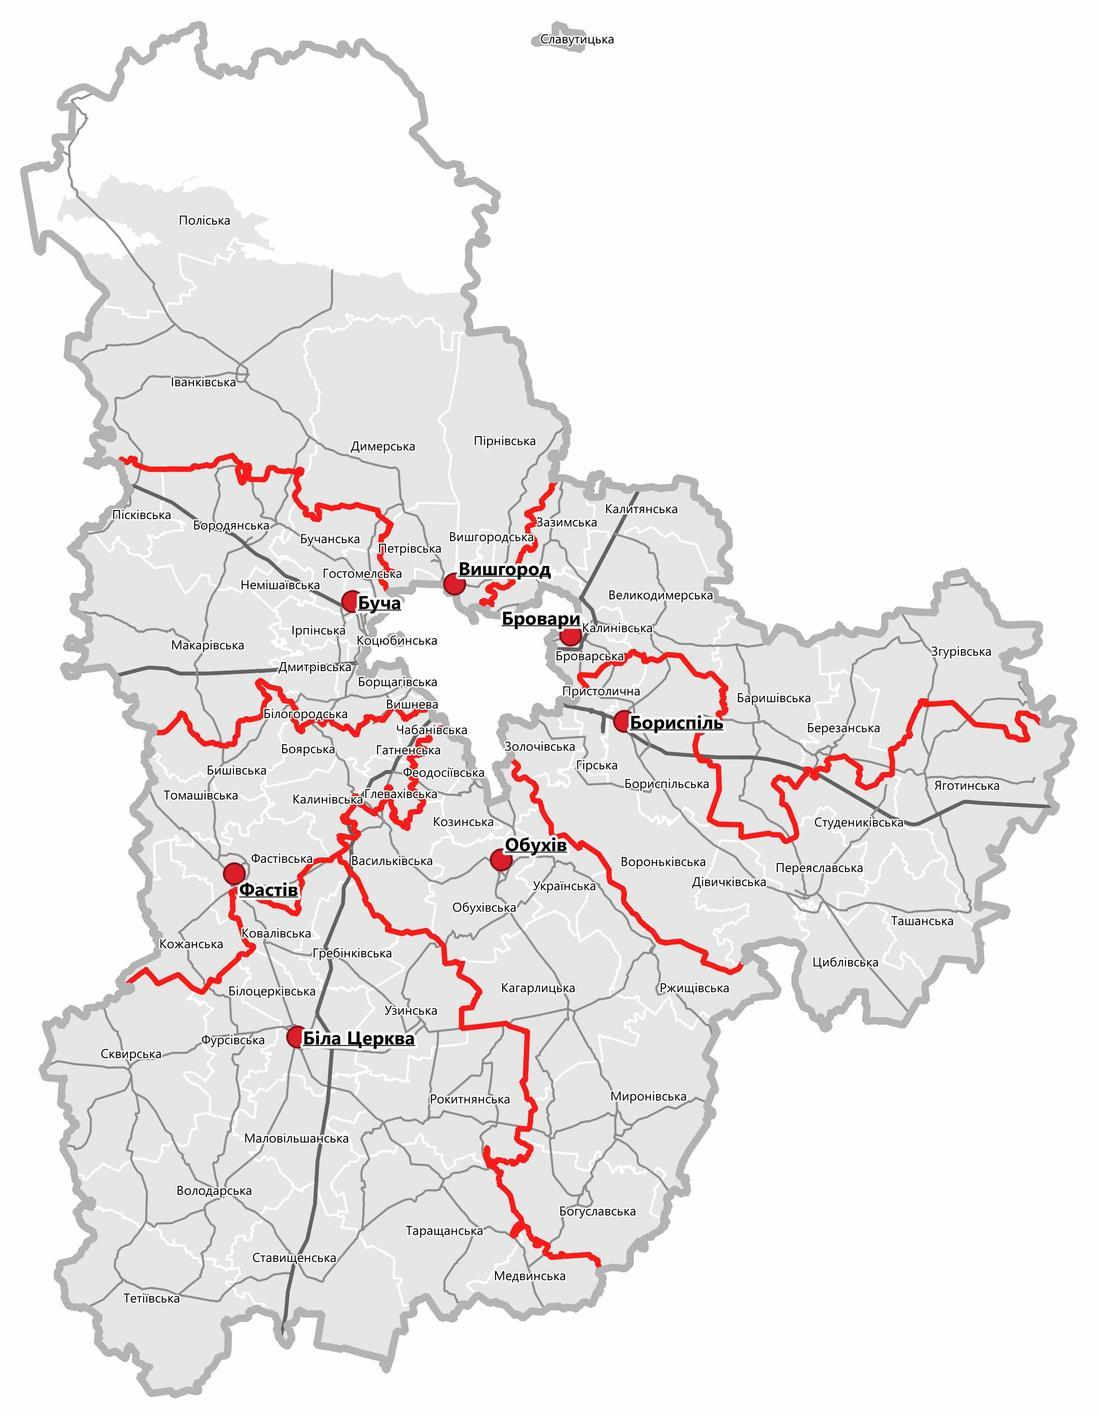 Славутицька
Поліська
Іванківська
Димерська
Пірнівська
Пісківська
Бородянська
Бучанська
Петрівська
Вишгородська
Зазимська
Калитянська
Гостомельська
Немішаївська
Вишгород
Великодимерська
Буча
Бровари
Ірпінська
Коцюбинська
Калинівська
Макарівська
Дмитрівська
Броварська
Згурівська
Борщагівська
Пристолична
Баришівська
Вишнева
Білогородська
Бориспіль
Березанська
Чабанівська
Боярська
Гатненська
Золочівська
Гірська
Бишівська
Феодосіївська
Бориспільська
Яготинська
Томашівська
Калинівська
Глевахівська
Козинська
Студениківська
Обухів
Фастівська
Васильківська
Вороньківська
Переяславська
Фастів
Українська
Дівичківська
Обухівська
Ташанська
Ковалівська
Кожанська
Гребінківська
Циблівська
Білоцерківська
Кагарлицька
Ржищівська
Узинська
Фурсівська
Біла Церква
Сквирська
Рокитнянська
Миронівська
Маловільшанська
Володарська
Богуславська
Таращанська
Ставищенська
Медвинська
Тетіївська